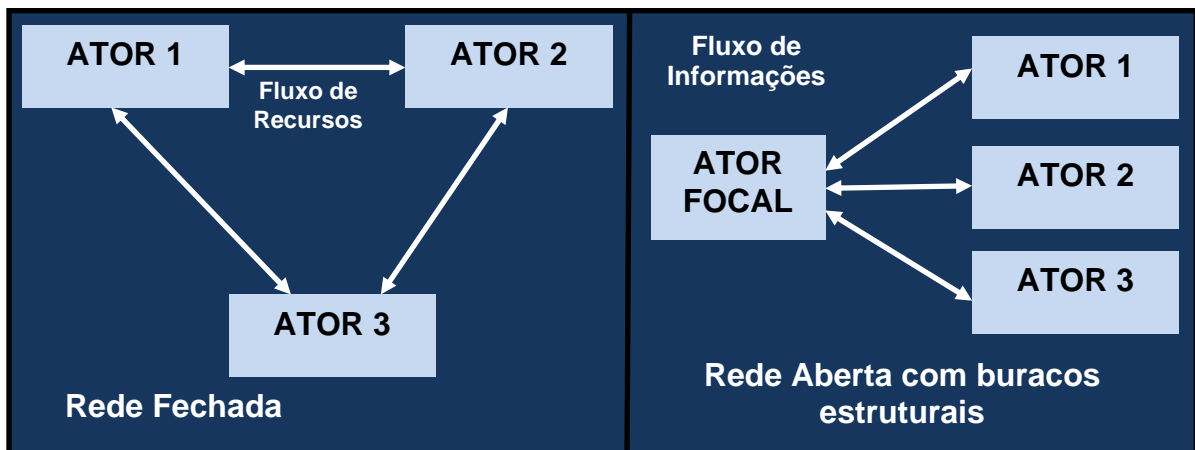 ATOR 1
ATOR 2
Fluxo de
Recursos
ATOR 3
Rede Fechada
Fluxo de
Informações
ATOR 1
ATOR
FOCAL
ATOR 2
ATOR 3
Rede Aberta com buracos
estruturais